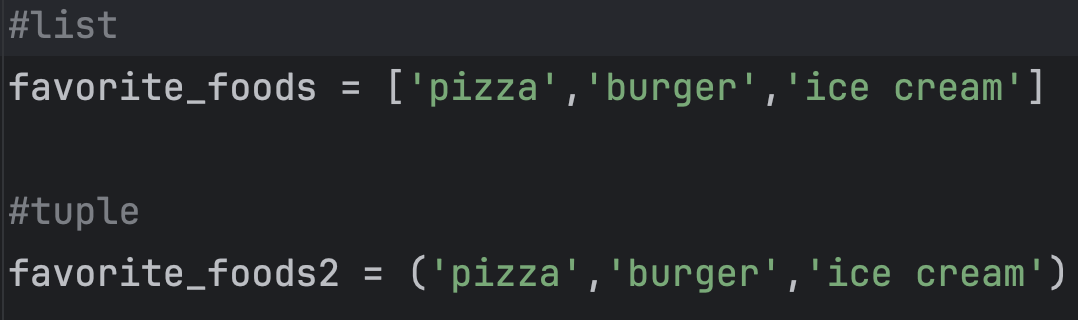 #list
favorite_foods = ['pizza','burger','ice cream']
#tuple
favorite_foods2 = ('pizza','burger','ice cream')